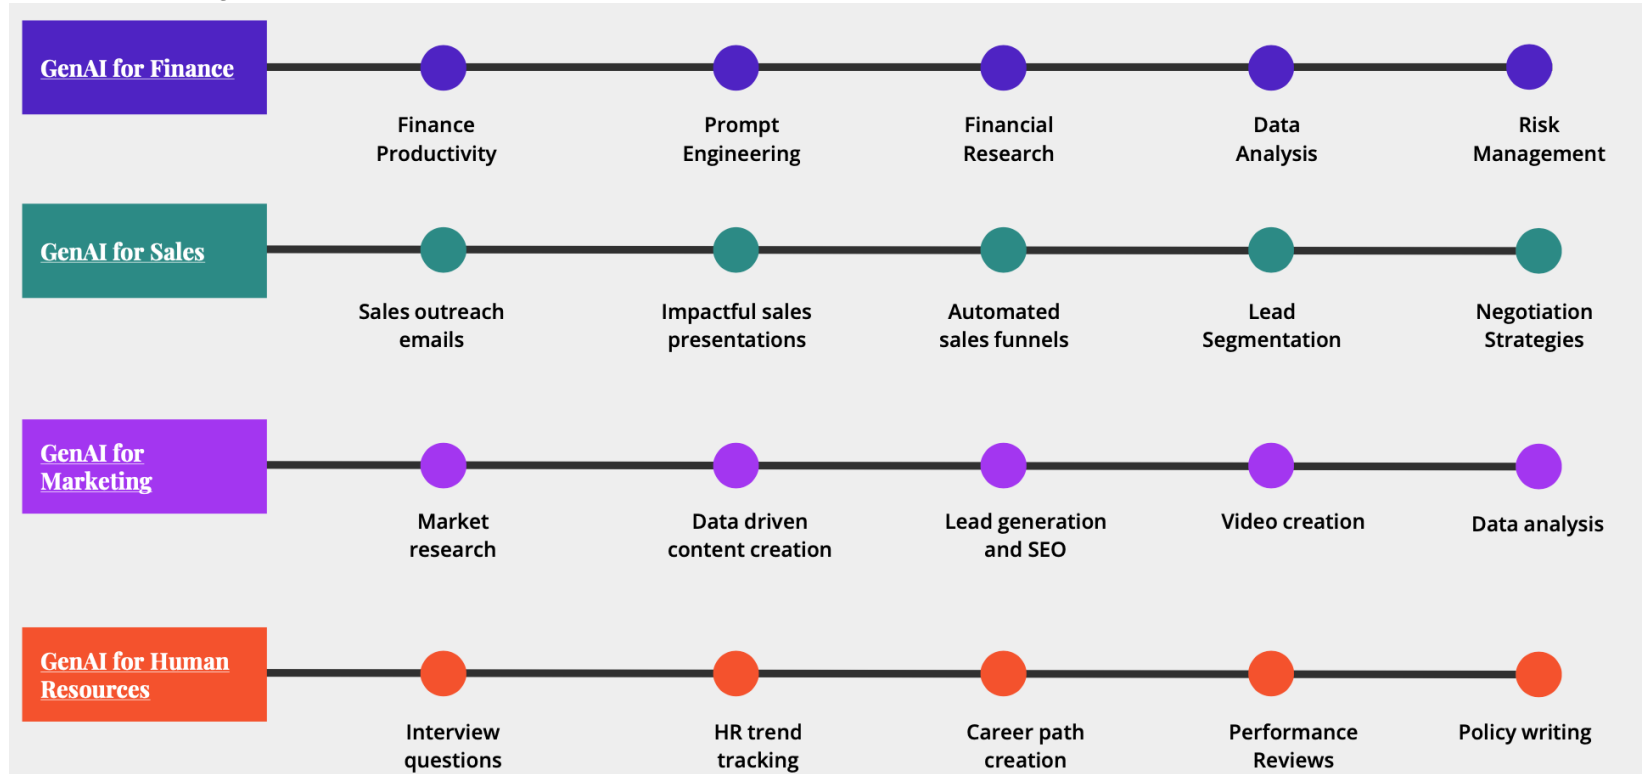 GenAI for Finance
Finance
Productivity
Prompt
Engineering
Financial
Research
Data
Analysis
Risk
Management
GenAI for Sales
Sales outreach
emails
Impactful sales
presentations
Automated
sales funnels
Lead
Segmentation
Negotiation
Strategies
GenAI for
Marketing
Market
research
Data driven
content creation
Lead generation
and SEO
Video creation
Data analysis
GenAI for Human
Resources
Interview
questions
HR trend
tracking
Career path
creation
Performance
Reviews
Policy writing